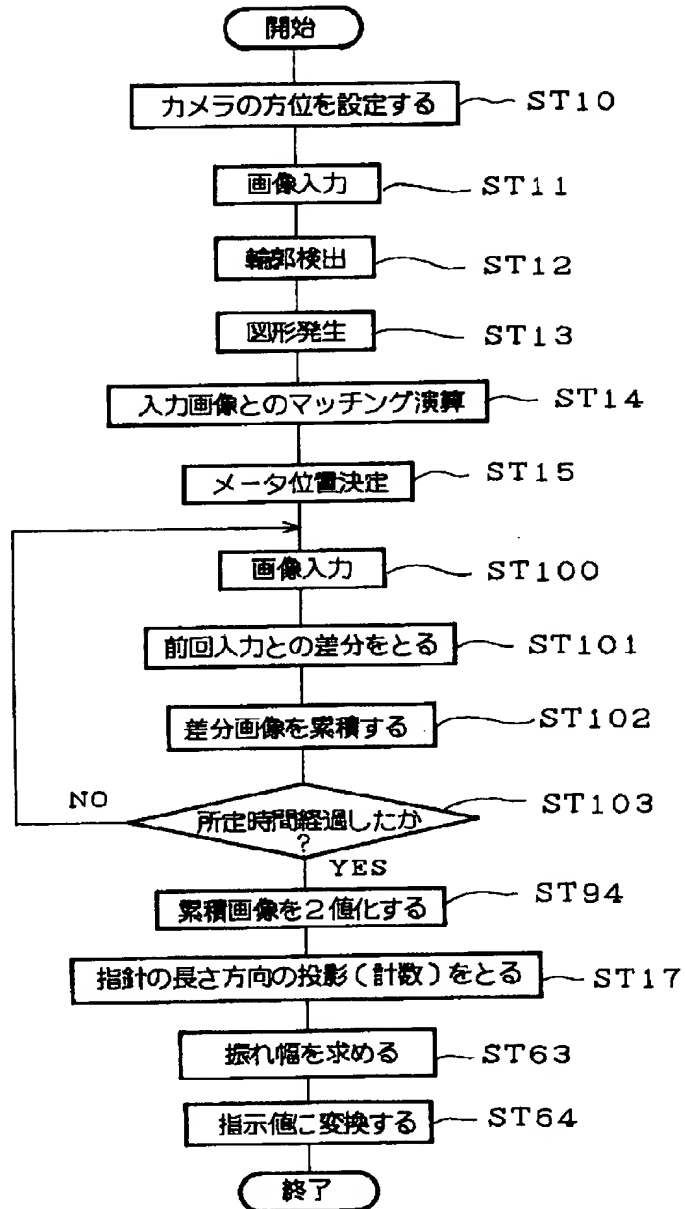 開始
カメラの方位を設定する ST10
画像入力 ST11
輪郭検出 ST12
図形発生 ST13
入力画像とのマッチング演算 ST14
メータ位置決定 ST15
画像入力 ST100
前回入力との差分をとる ST101
差分画像を累積する ST102
NO 所定時間経過したか ST103
?
YES
累積画像を2値化する ST94
指針の長さ方向の投影(計数)をとる ST17
振れ幅を求める ST63
指示値に変換する ST64
終了